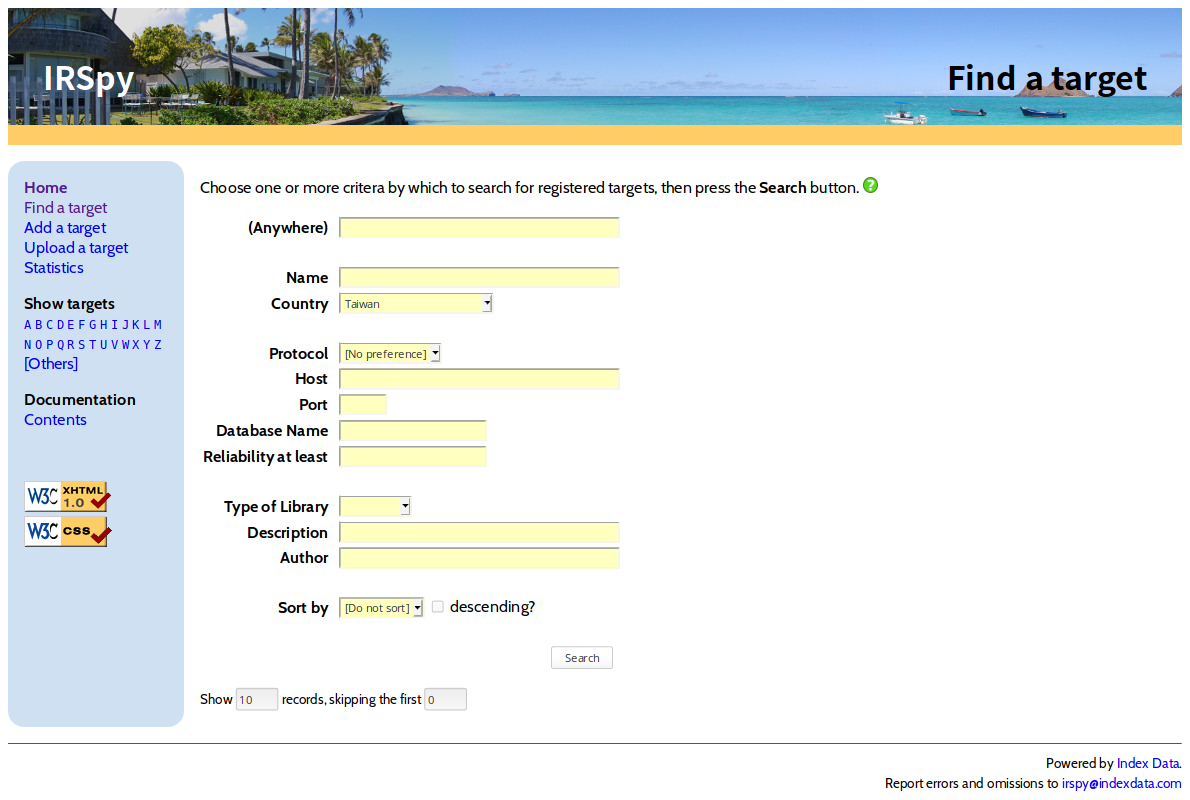 IRSpy
Find a target
Home
Find a target
Add a target
Upload a target
Statistics
Show targets
A B C D E F G H I J K L M
N O P Q R S T U V W X Y Z
[Others]
Documentation
Contents
W3C XHTML 1.0
W3C css
Choose one or more critera by which to search for registered targets, then press the Search button. ?
(Anywhere)
Name
Country Taiwan
Protocol [No preference]
Host
Port
Database Name
Reliability at least
Type of Library
Description
Author
Sort by [Do not sort] descending?
Search
Show 10 records, skipping the first 0
Powered by Index Data.
Report errors and omissions to irspy@indexdata.com